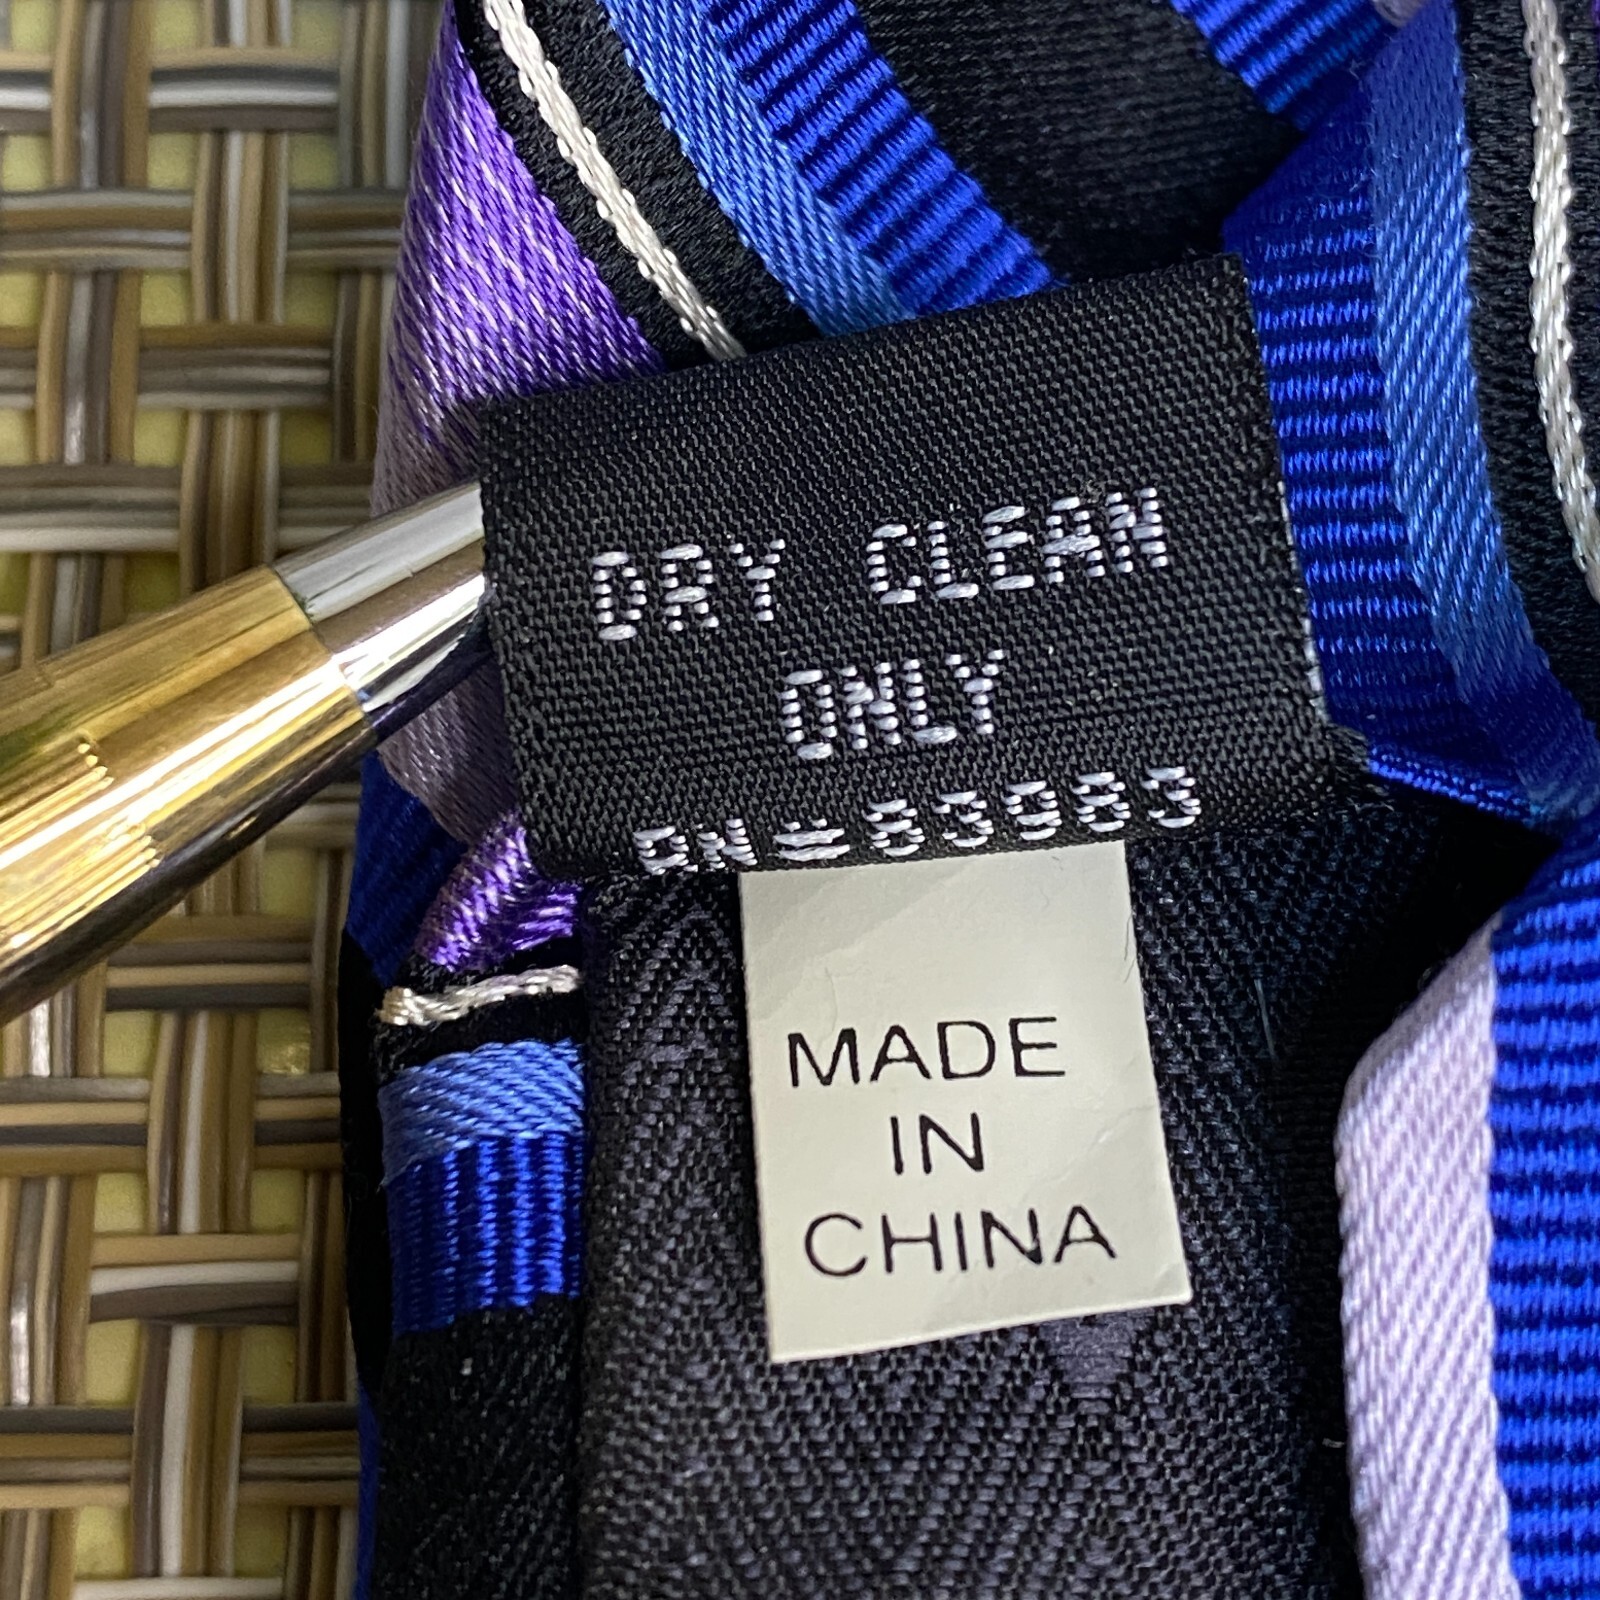 DRY CLEAN
ONLY
RN=83983
MADE
IN
CHINA